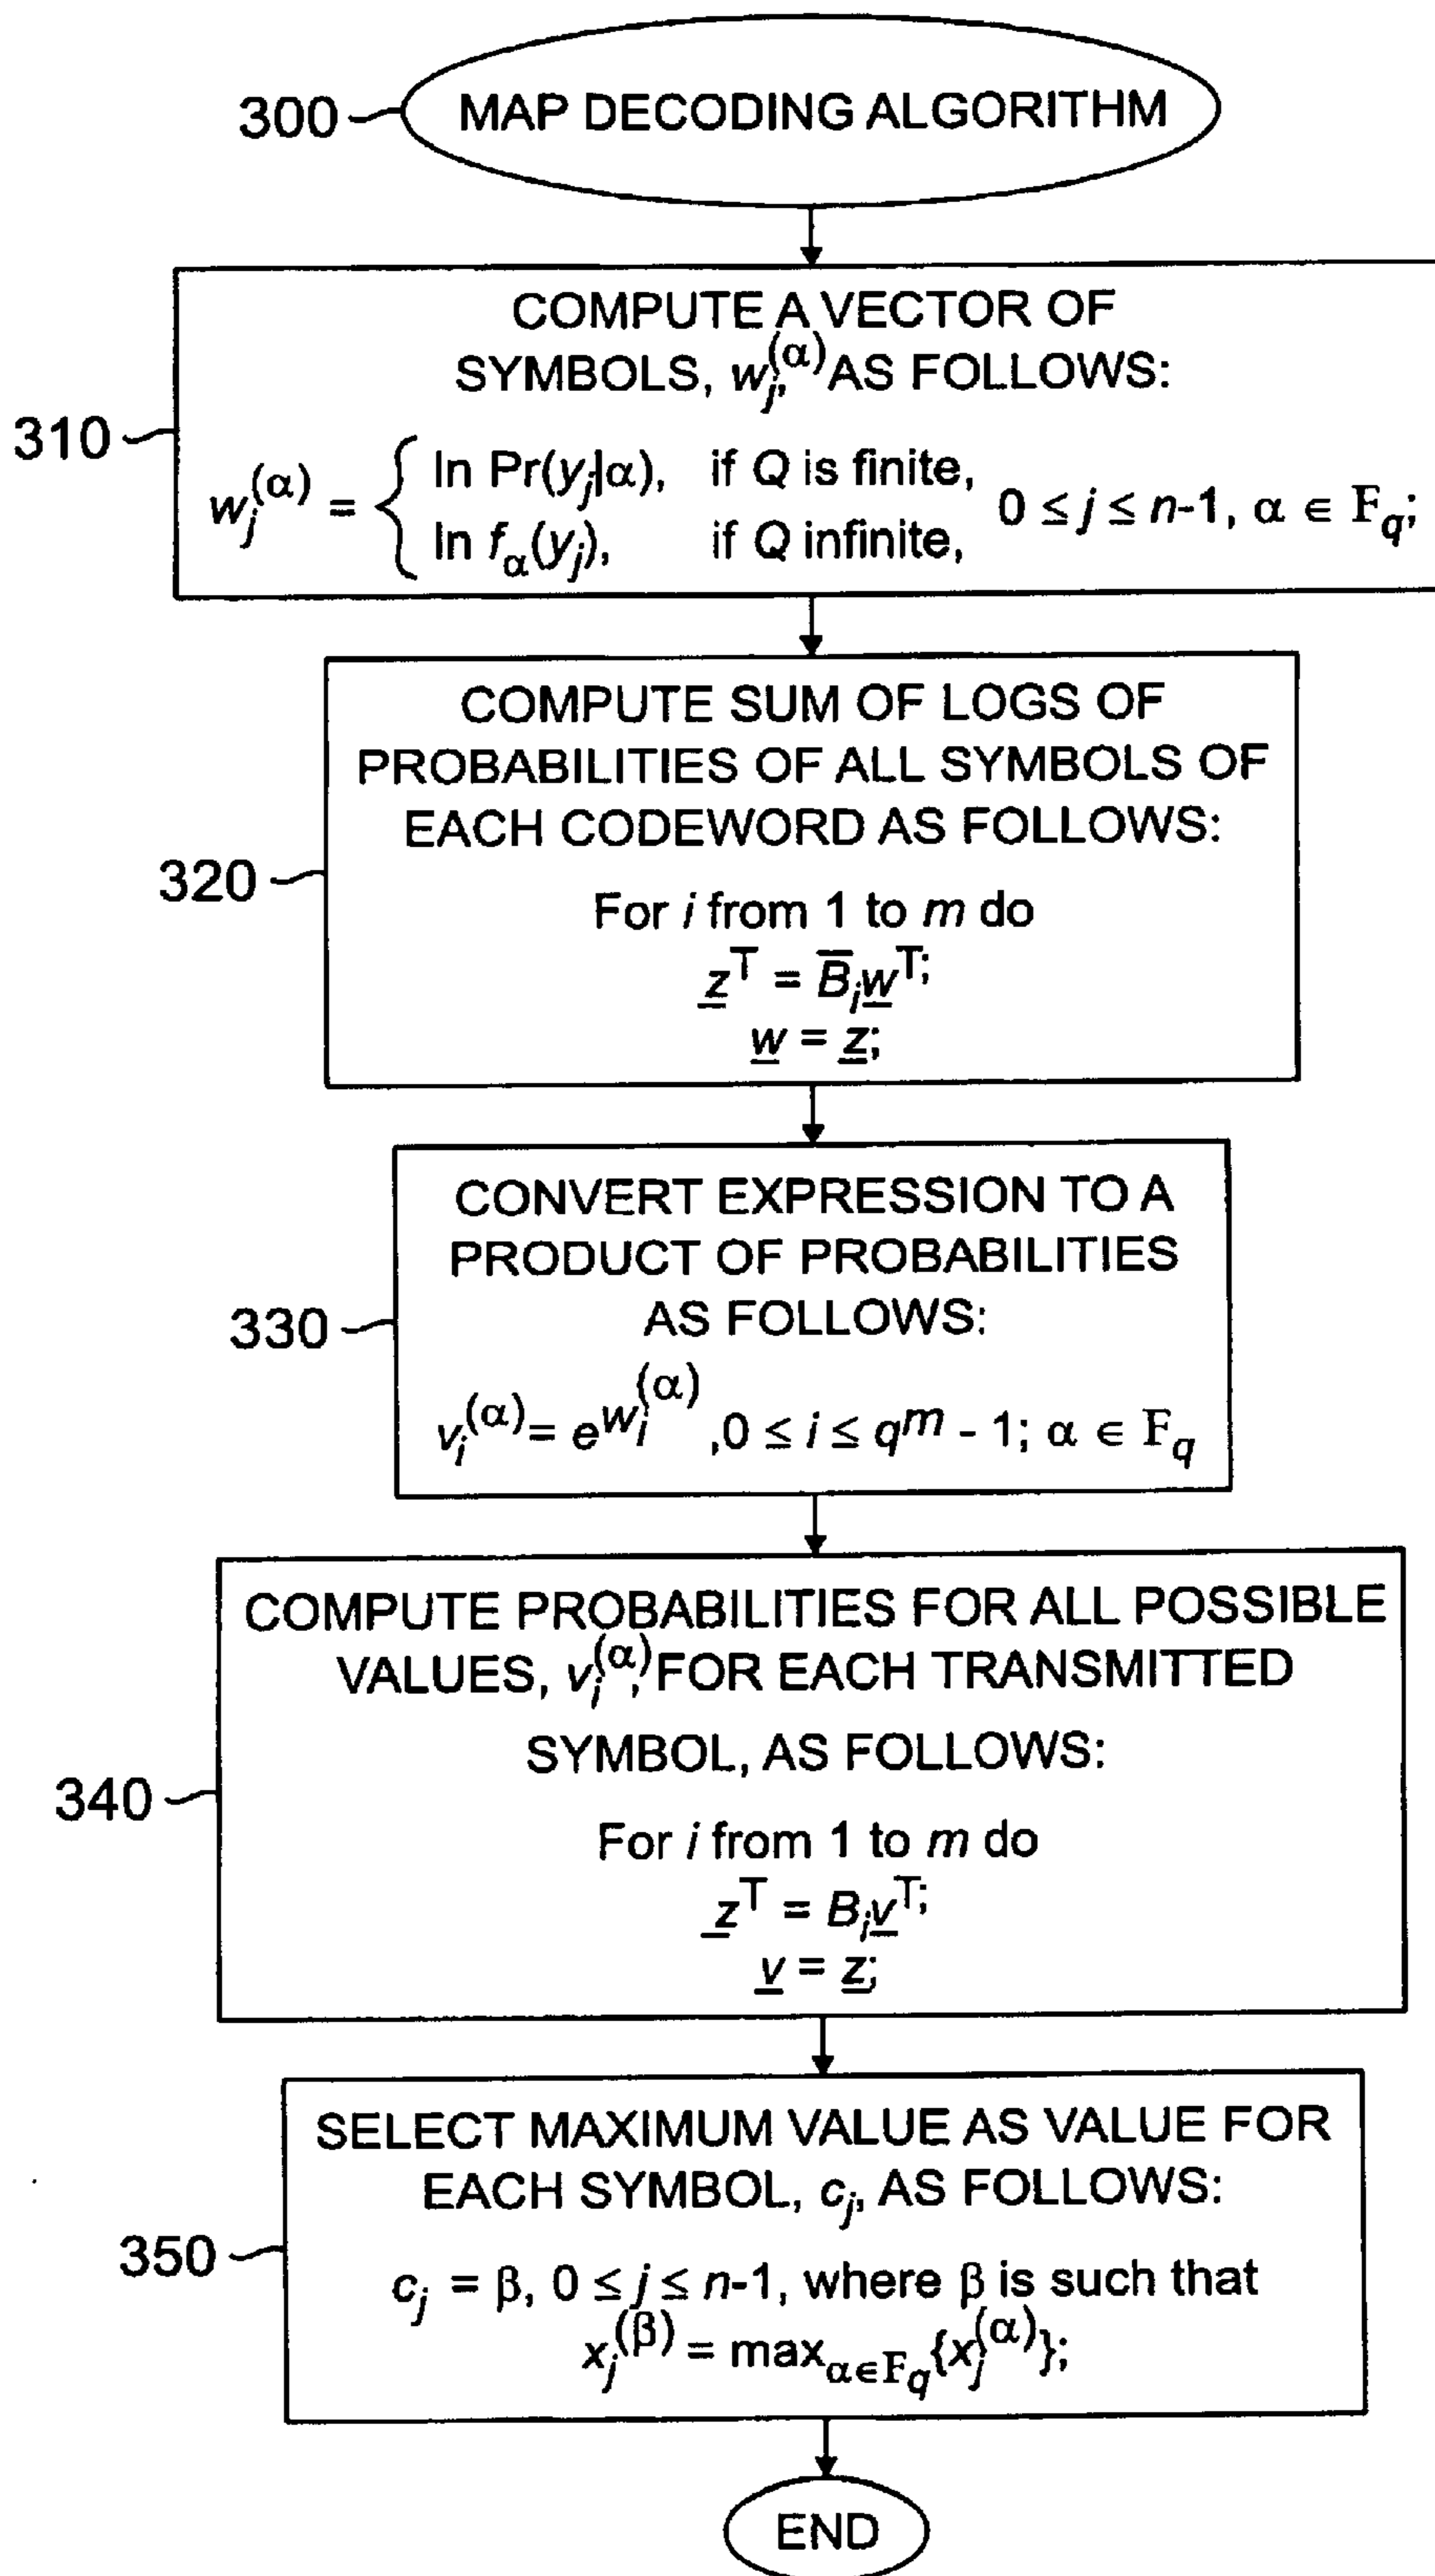 300
MAP DECODING ALGORITHM
310
COMPUTE A VECTOR OF
SYMBOLS, w_j^(α), AS FOLLOWS:
w_j^(α) = { ln Pr(y_j|α), if Q is finite,
ln f_α(y_j), if Q infinite,
0 ≤ j ≤ n-1, α ∈ F_q;
320
COMPUTE SUM OF LOGS OF
PROBABILITIES OF ALL SYMBOLS OF
EACH CODEWORD AS FOLLOWS:
For i from 1 to m do
z̲^T = B̅_i w̲^T;
w̲ = z̲;
330
CONVERT EXPRESSION TO A
PRODUCT OF PROBABILITIES
AS FOLLOWS:
v_i^(α) = e^(w_i^(α)), 0 ≤ i ≤ q^m - 1; α ∈ F_q
340
COMPUTE PROBABILITIES FOR ALL POSSIBLE
VALUES, v_i^(α), FOR EACH TRANSMITTED
SYMBOL, AS FOLLOWS:
For i from 1 to m do
z̲^T = B_i v̲^T;
v̲ = z̲;
350
SELECT MAXIMUM VALUE AS VALUE FOR
EACH SYMBOL, c_j, AS FOLLOWS:
c_j = β, 0 ≤ j ≤ n-1, where β is such that
x_j^(β) = max_α∈F_q {x_j^(α)};
END